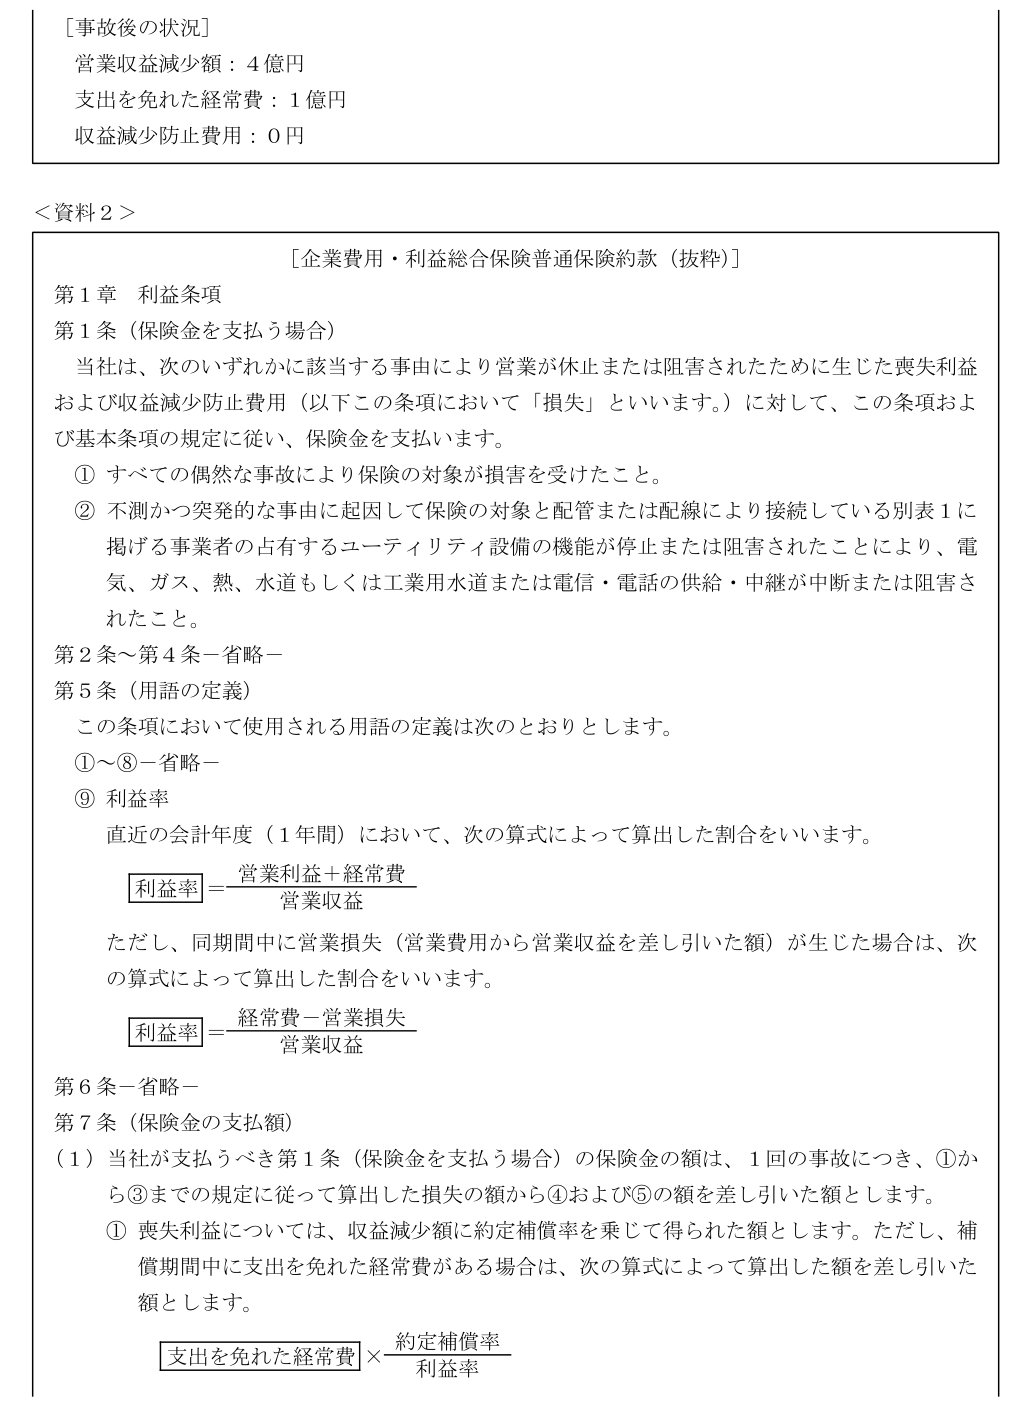 ［事故後の状況］
営業収益減少額：４億円
支出を免れた経常費：１億円
収益減少防止費用：０円
＜資料２＞
［企業費用・利益総合保険普通保険約款（抜粋）］
第１章　利益条項
第１条（保険金を支払う場合）
当社は、次のいずれかに該当する事由により営業が休止または阻害されたために生じた喪失利益
および収益減少防止費用（以下この条項において「損失」といいます。）に対して、この条項およ
び基本条項の規定に従い、保険金を支払います。
① すべての偶然な事故により保険の対象が損害を受けたこと。
② 不測かつ突発的な事由に起因して保険の対象と配管または配線により接続している別表１に
掲げる事業者の占有するユーティリティ設備の機能が停止または阻害されたことにより、電
気、ガス、熱、水道もしくは工業用水道または電信・電話の供給・中継が中断または阻害さ
れたこと。
第２条～第４条－省略－
第５条（用語の定義）
この条項において使用される用語の定義は次のとおりとします。
①～⑧－省略－
⑨ 利益率
直近の会計年度（１年間）において、次の算式によって算出した割合をいいます。
利益率＝営業利益＋経常費
営業収益
ただし、同期間中に営業損失（営業費用から営業収益を差し引いた額）が生じた場合は、次
の算式によって算出した割合をいいます。
利益率＝経常費－営業損失
営業収益
第６条－省略－
第７条（保険金の支払額）
（１）当社が支払うべき第１条（保険金を支払う場合）の保険金の額は、１回の事故につき、①か
ら③までの規定に従って算出した損失の額から④および⑤の額を差し引いた額とします。
① 喪失利益については、収益減少額に約定補償率を乗じて得られた額とします。ただし、補
償期間中に支出を免れた経常費がある場合は、次の算式によって算出した額を差し引いた
額とします。
支出を免れた経常費×約定補償率
利益率